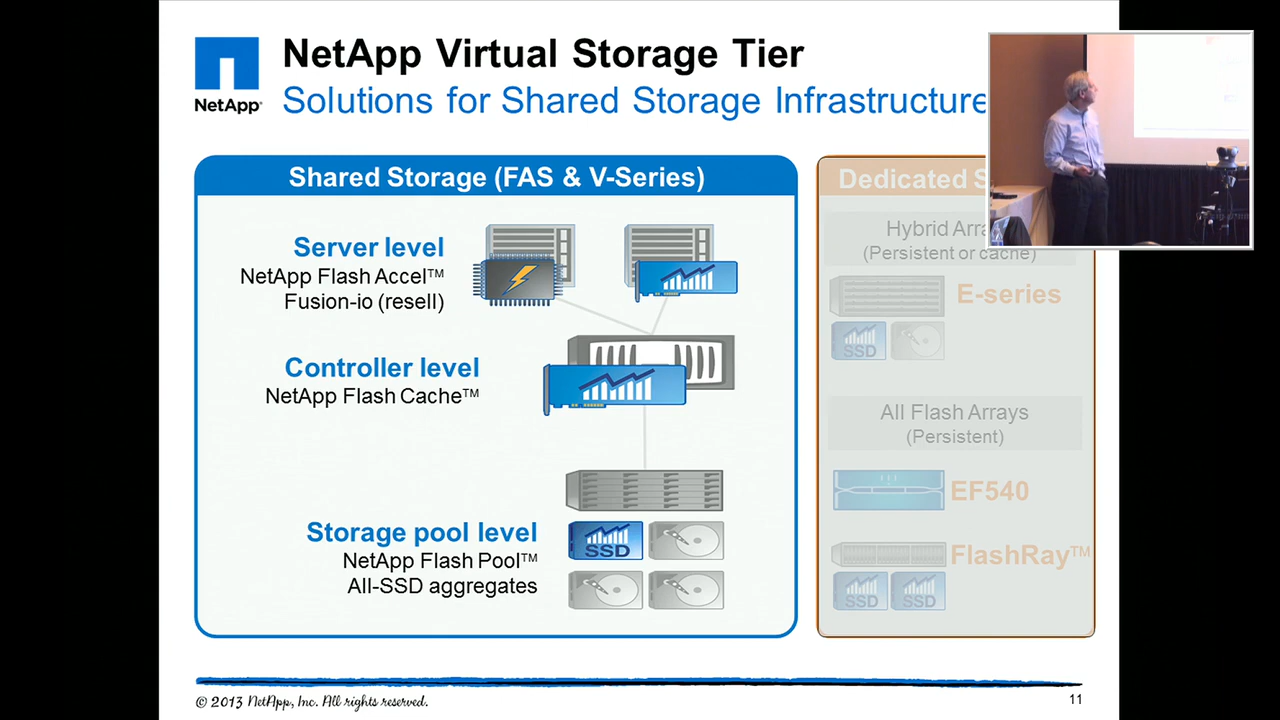 NetApp Virtual Storage Tier
Solutions for Shared Storage Infrastructure
NetApp
Shared Storage (FAS & V-Series)
Server level
NetApp Flash Accel™
Fusion-io (resell)
Controller level
NetApp Flash Cache™
Storage pool level
NetApp Flash Pool™
All-SSD aggregates
SSD
Dedicated S
Hybrid Arra
(Persistent or cache)
E-series
SSD
All Flash Arrays
(Persistent)
EF540
FlashRay™
SSD SSD
© 2013 NetApp, Inc. All rights reserved.
11